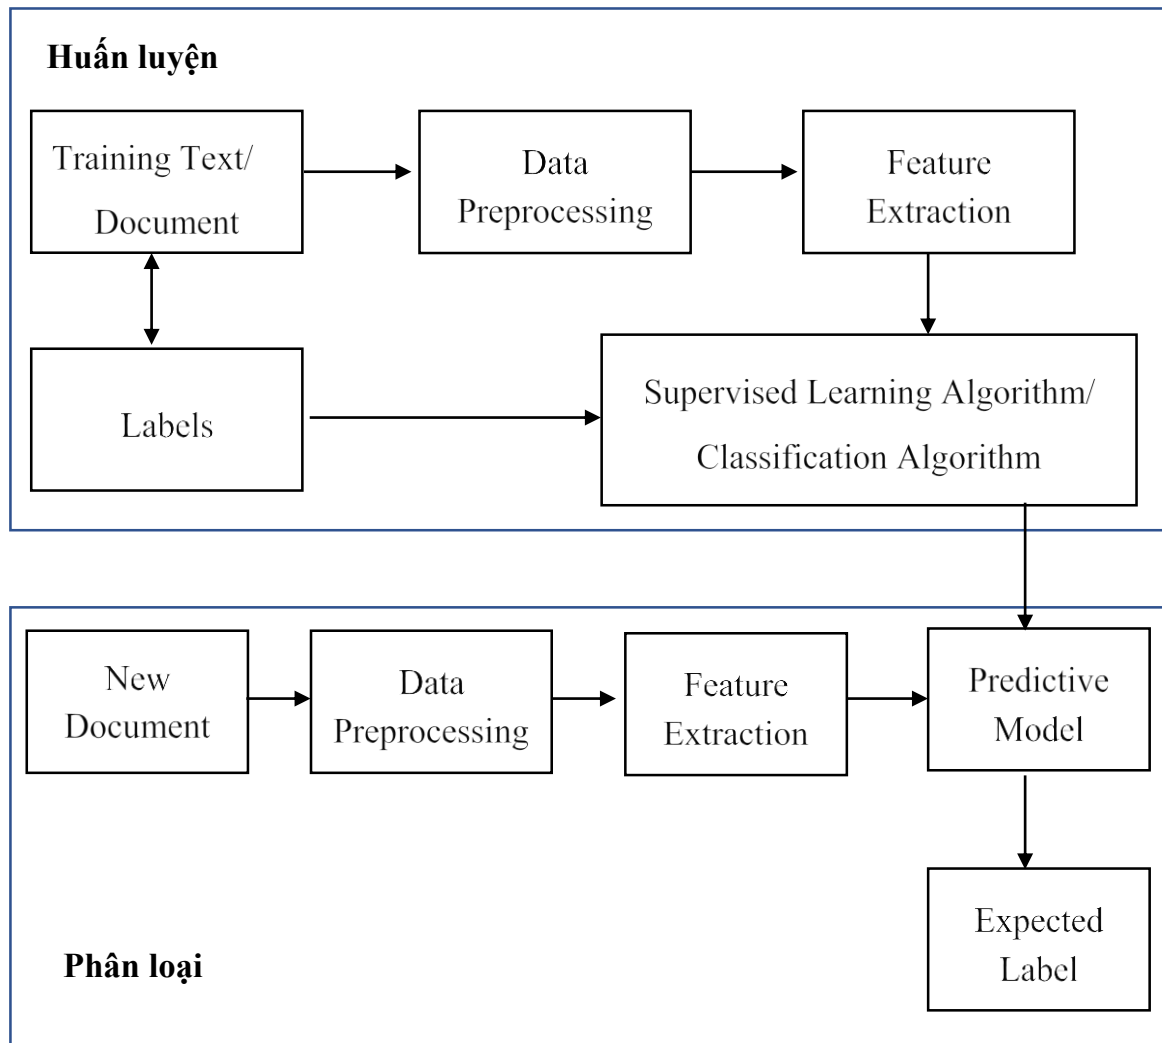 Huấn luyện
Training Text/
Document
Data
Preprocessing
Feature
Extraction
Labels
Supervised Learning Algorithm/
Classification Algorithm
New
Document
Data
Preprocessing
Feature
Extraction
Predictive
Model
Expected
Label
Phân loại